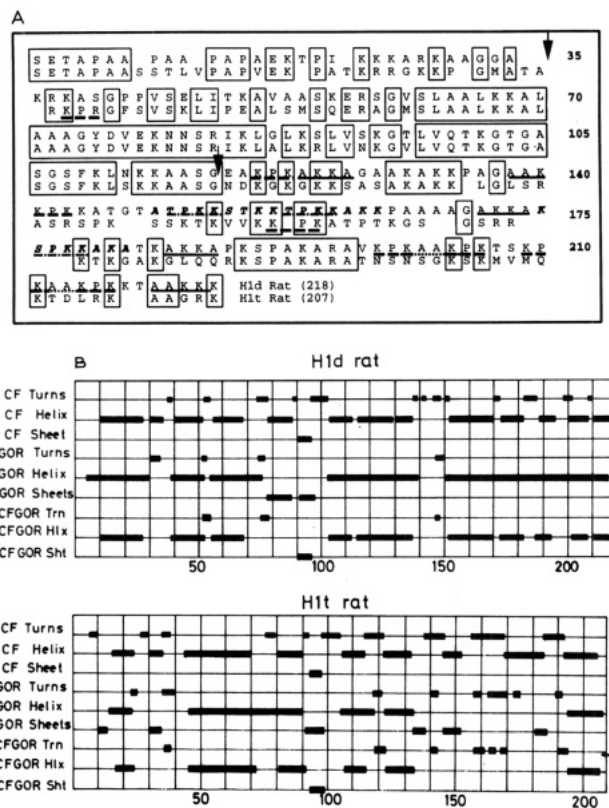 A
SETAPAA PAA PAPAEKTPI KKKARKAAGGA 35
SETAPAASSTLVPAPVEK PATKRRGKKP GMATA
KRKASGPPVSELITKAVAASKERSGVSLAALKKAL 70
RKPRGFSVSKLIPEALSMSQERAGMSLAALKKAL
AAAGYDVEKNNSRIKLGLKSLVSKGTLVQTKGTGA 105
AAAGYDVEKNNSRIKLALKRLVNKGVLVQTKGTGA
SGSFKLNKKAASGEAKPKAKKAGAAKAKKPAGAAK 140
SGSFKLSKKAASGNDKGKGKKSASAKAKK LGLSR
KPKKATGTATPKKSTKKTPKKAKKPAAAAGAKKAK 175
ASRSPK SSKTKVVKKPKATPTKGS GSRR
SPKKAKATKAKKAPKSPAKARAVKPKAAKPKTSKP 210
KTKGAKGLQQRKSPAKARATNSNSGKSKMVMQ
KAAKPKKTAAKKK H1d Rat (218)
KTDLRK AAGRK H1t Rat (207)
B
H1d rat
CF Turns
CF Helix
CF Sheet
GOR Turns
GOR Helix
GOR Sheets
CFGOR Trn
CFGOR Hlx
CFGOR Sht
50 100 150 200
H1t rat
CF Turns
CF Helix
CF Sheet
GOR Turns
GOR Helix
GOR Sheets
CFGOR Trn
CFGOR Hlx
CFGOR Sht
50 100 150 200